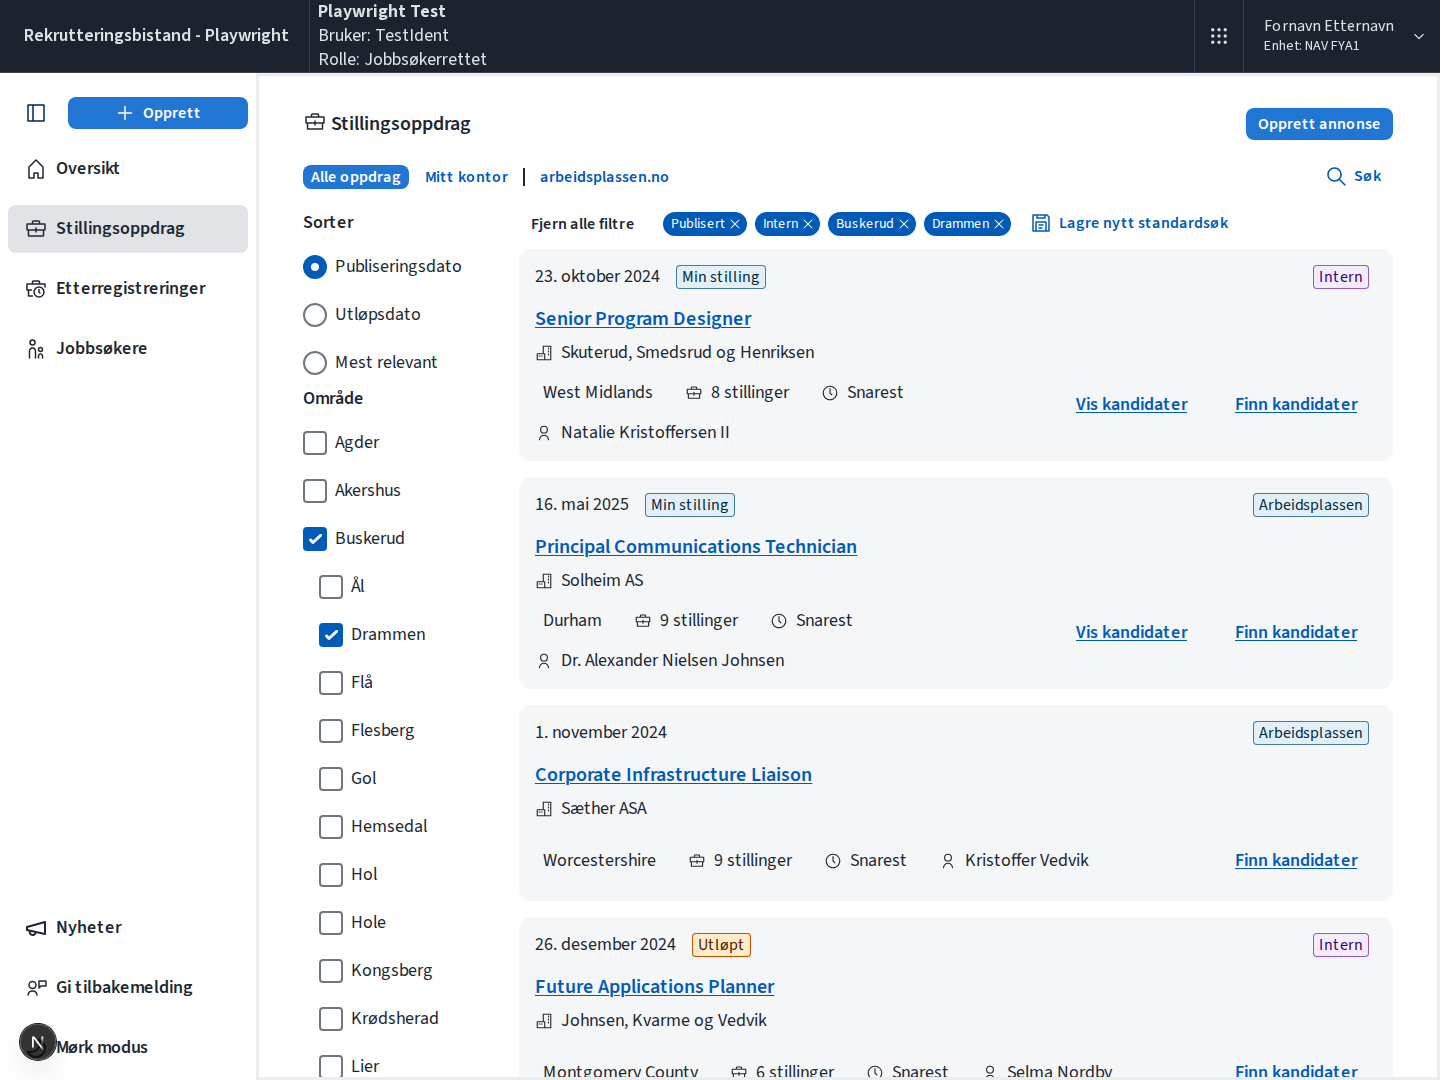 Rekrutteringsbistand - Playwright
Playwright Test
Bruker: TestIdent
Rolle: Jobbsøkerrettet
Fornavn Etternavn
Enhet: NAV FYA1
Opprett
Oversikt
Stillingsoppdrag
Etterregistreringer
Jobbsøkere
Nyheter
Gi tilbakemelding
N
Mørk modus
Stillingsoppdrag
Opprett annonse
Alle oppdrag
Mitt kontor
arbeidsplassen.no
Søk
Sorter
Publiseringsdato
Utløpsdato
Mest relevant
Område
Agder
Akershus
Buskerud
Ål
Drammen
Flå
Flesberg
Gol
Hemsedal
Hol
Hole
Kongsberg
Krødsherad
Lier
Fjern alle filtre
Publisert
Intern
Buskerud
Drammen
Lagre nytt standardsøk
23. oktober 2024 Min stilling Intern
Senior Program Designer
Skuterud, Smedsrud og Henriksen
West Midlands 8 stillinger Snarest
Natalie Kristoffersen II
Vis kandidater Finn kandidater
16. mai 2025 Min stilling Arbeidsplassen
Principal Communications Technician
Solheim AS
Durham 9 stillinger Snarest
Dr. Alexander Nielsen Johnsen
Vis kandidater Finn kandidater
1. november 2024 Arbeidsplassen
Corporate Infrastructure Liaison
Sæther ASA
Worcestershire 9 stillinger Snarest Kristoffer Vedvik Finn kandidater
26. desember 2024 Utløpt Intern
Future Applications Planner
Johnsen, Kvarme og Vedvik
Montgomery County 6 stillinger Snarest Selma Nordby Finn kandidater